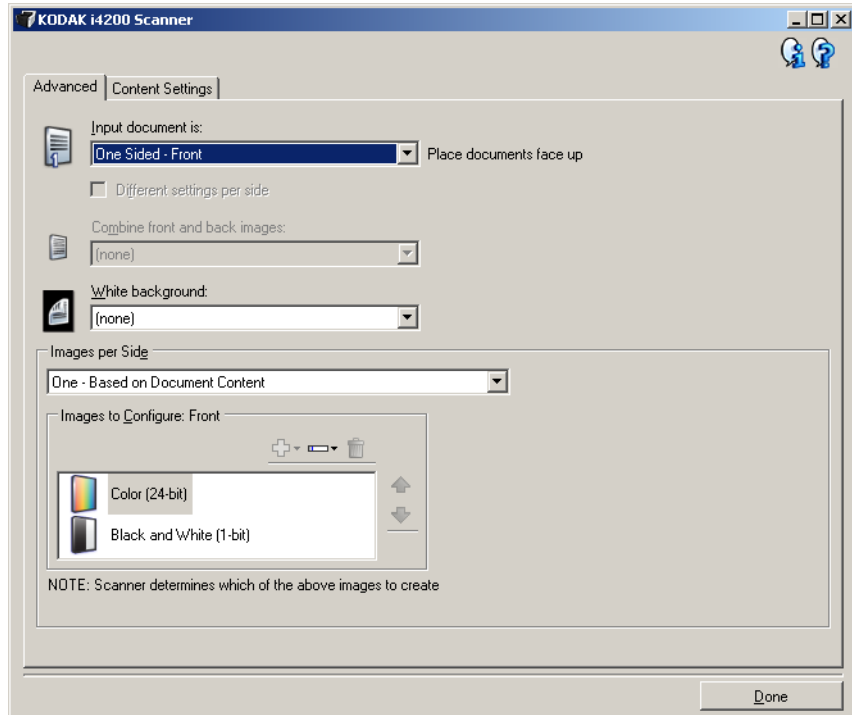 KODAK i4200 Scanner
Advanced
Content Settings
Input document is:
One Sided - Front
Place documents face up
Different settings per side
Combine front and back images:
(none)
White background:
(none)
Images per Side
One - Based on Document Content
Images to Configure: Front
Color (24-bit)
Black and White (1-bit)
NOTE: Scanner determines which of the above images to create
Done